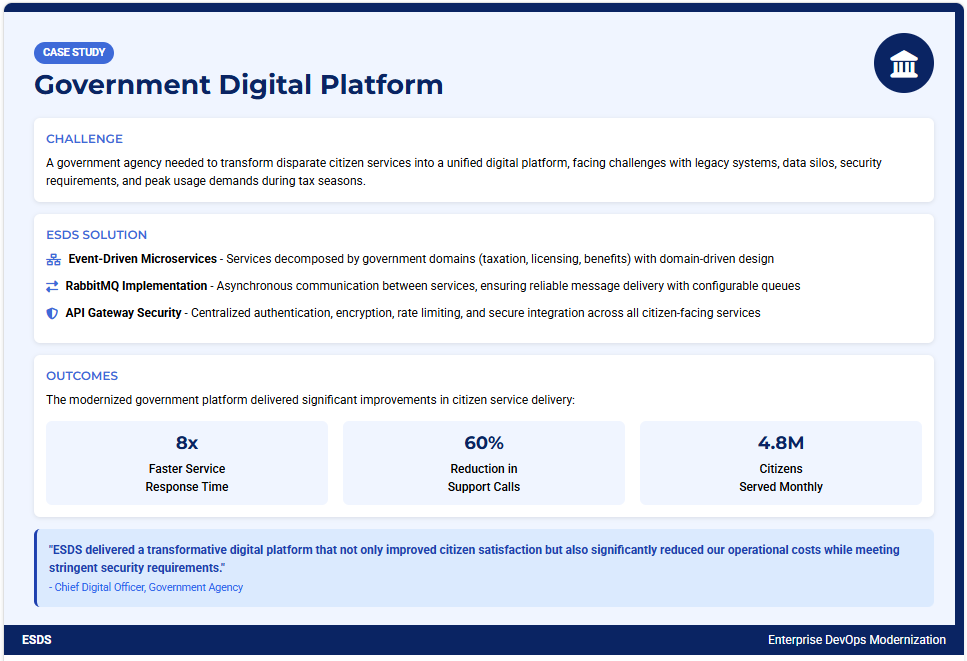 CASE STUDY
Government Digital Platform
CHALLENGE
A government agency needed to transform disparate citizen services into a unified digital platform, facing challenges with legacy systems, data silos, security
requirements, and peak usage demands during tax seasons.
ESDS SOLUTION
Event-Driven Microservices - Services decomposed by government domains (taxation, licensing, benefits) with domain-driven design
RabbitMQ Implementation - Asynchronous communication between services, ensuring reliable message delivery with configurable queues
API Gateway Security - Centralized authentication, encryption, rate limiting, and secure integration across all citizen-facing services
OUTCOMES
The modernized government platform delivered significant improvements in citizen service delivery:
8x
Faster Service
Response Time
60%
Reduction in
Support Calls
4.8M
Citizens
Served Monthly
"ESDS delivered a transformative digital platform that not only improved citizen satisfaction but also significantly reduced our operational costs while meeting
stringent security requirements."
- Chief Digital Officer, Government Agency
ESDS
Enterprise DevOps Modernization